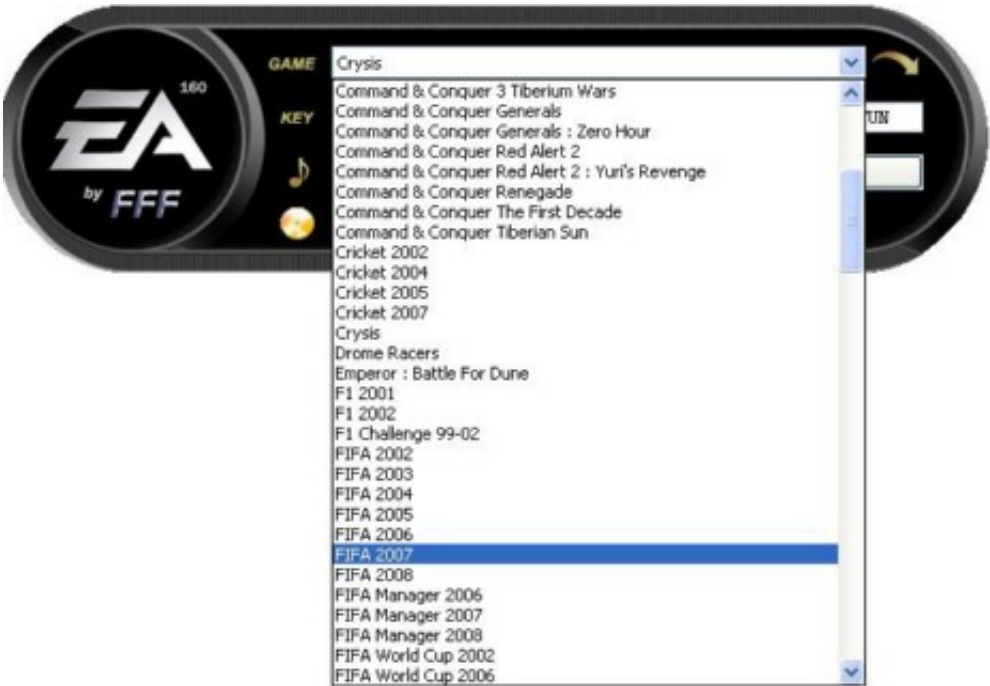 GAME Crysis
160
EA
KEY
UN
by FFF
Command & Conquer 3 Tiberium Wars
Command & Conquer Generals
Command & Conquer Generals : Zero Hour
Command & Conquer Red Alert 2
Command & Conquer Red Alert 2 : Yuri's Revenge
Command & Conquer Renegade
Command & Conquer The First Decade
Command & Conquer Tiberian Sun
Cricket 2002
Cricket 2004
Cricket 2005
Cricket 2007
Crysis
Drome Racers
Emperor : Battle For Dune
F1 2001
F1 2002
F1 Challenge 99-02
FIFA 2002
FIFA 2003
FIFA 2004
FIFA 2005
FIFA 2006
FIFA 2007
FIFA 2008
FIFA Manager 2006
FIFA Manager 2007
FIFA Manager 2008
FIFA World Cup 2002
FIFA World Cup 2006